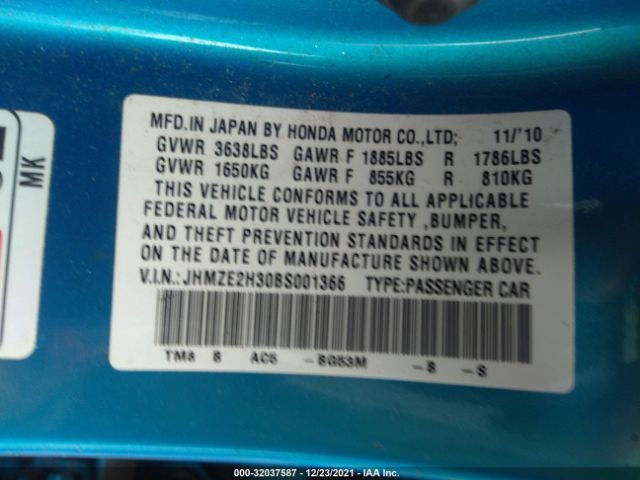 MFD.IN JAPAN BY HONDA MOTOR CO.,LTD; 11/'10
GVWR 3638LBS GAWR F 1885LBS R 1786LBS
GVWR 1650KG GAWR F 855KG R 810KG
THIS VEHICLE CONFORMS TO ALL APPLICABLE
FEDERAL MOTOR VEHICLE SAFETY ,BUMPER,
AND THEFT PREVENTION STANDARDS IN EFFECT
ON THE DATE OF MANUFACTURE SHOWN ABOVE.
V.I.N.:JHMZE2H30BS001366 TYPE:PASSENGER CAR
TM8 S AC5 -BG53M -S -S
MK
000-32037587 - 12/23/2021 - IAA Inc.